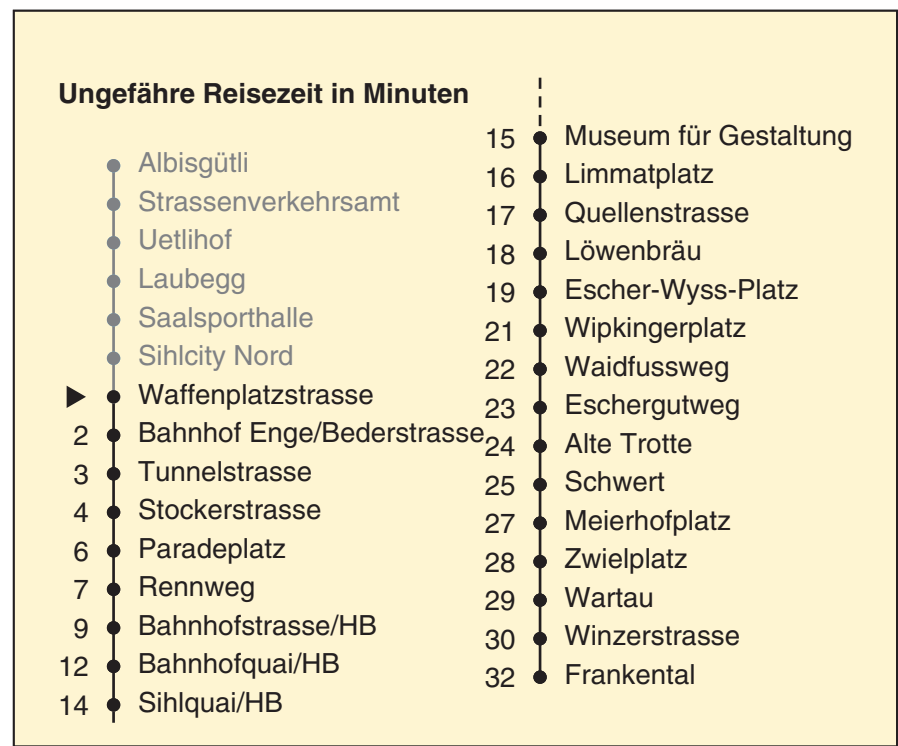 Ungefähre Reisezeit in Minuten
Albisgütli
Strassenverkehrsamt
Uetlihof
Laubegg
Saalsporthalle
Sihlcity Nord
Waffenplatzstrasse
2 Bahnhof Enge/Bederstrasse
3 Tunnelstrasse
4 Stockerstrasse
6 Paradeplatz
7 Rennweg
9 Bahnhofstrasse/HB
12 Bahnhofquai/HB
14 Sihlquai/HB
15 Museum für Gestaltung
16 Limmatplatz
17 Quellenstrasse
18 Löwenbräu
19 Escher-Wyss-Platz
21 Wipkingerplatz
22 Waidfussweg
23 Eschergutweg
24 Alte Trotte
25 Schwert
27 Meierhofplatz
28 Zwielplatz
29 Wartau
30 Winzerstrasse
32 Frankental